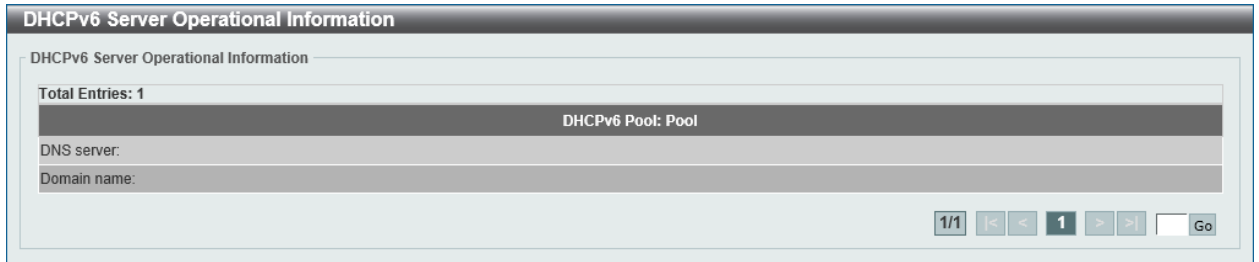 DHCPv6 Server Operational Information
DHCPv6 Server Operational Information
Total Entries: 1
DHCPv6 Pool: Pool
DNS server:
Domain name:
1/1 |< < 1 > >| Go